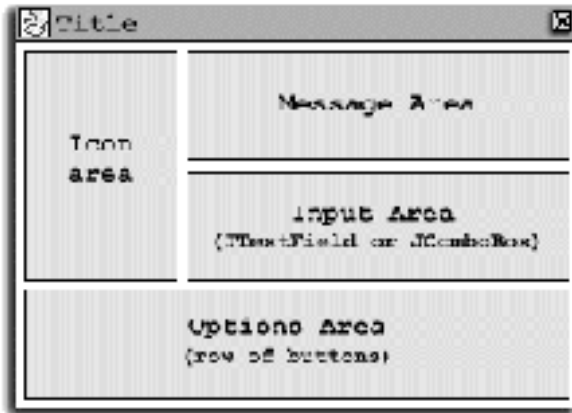 Title
Icon
area
Message Area
Input Area
(JTextField or JComboBox)
Options Area
(row of buttons)